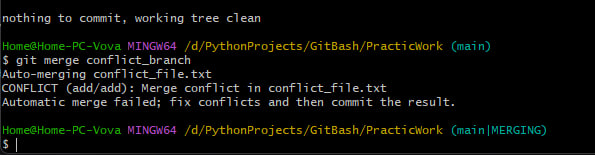 nothing to commit, working tree clean
Home@Home-PC-Vova MINGW64 /d/PythonProjects/GitBash/PracticWork (main)
$ git merge conflict_branch
Auto-merging conflict_file.txt
CONFLICT (add/add): Merge conflict in conflict_file.txt
Automatic merge failed; fix conflicts and then commit the result.
Home@Home-PC-Vova MINGW64 /d/PythonProjects/GitBash/PracticWork (main|MERGING)
$